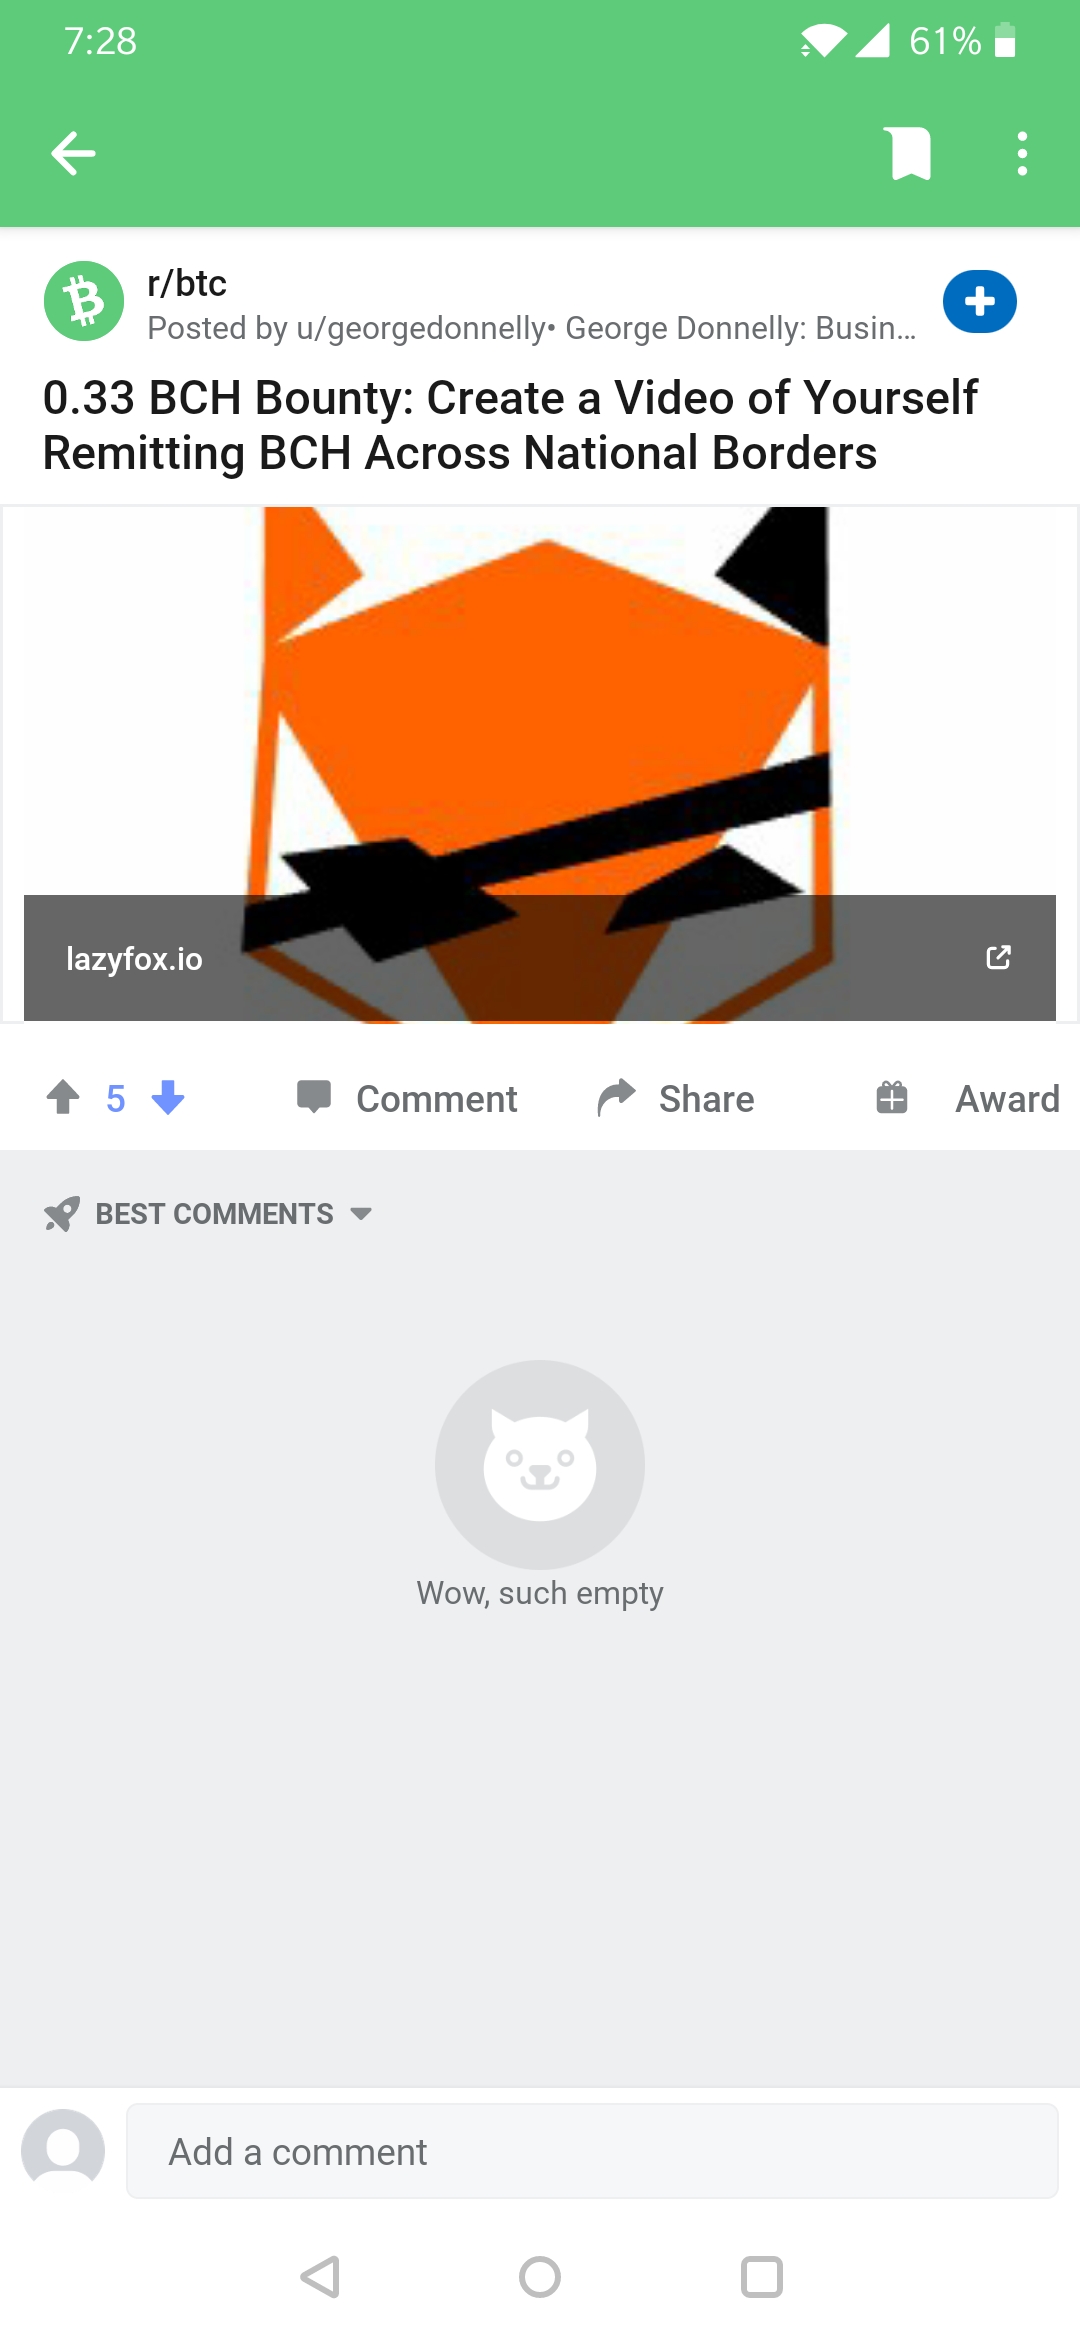 7:28
61%
r/btc
Posted by u/georgedonnelly• George Donnelly: Busin...
0.33 BCH Bounty: Create a Video of Yourself
Remitting BCH Across National Borders
lazyfox.io
5
Comment
Share
Award
BEST COMMENTS
Wow, such empty
Add a comment